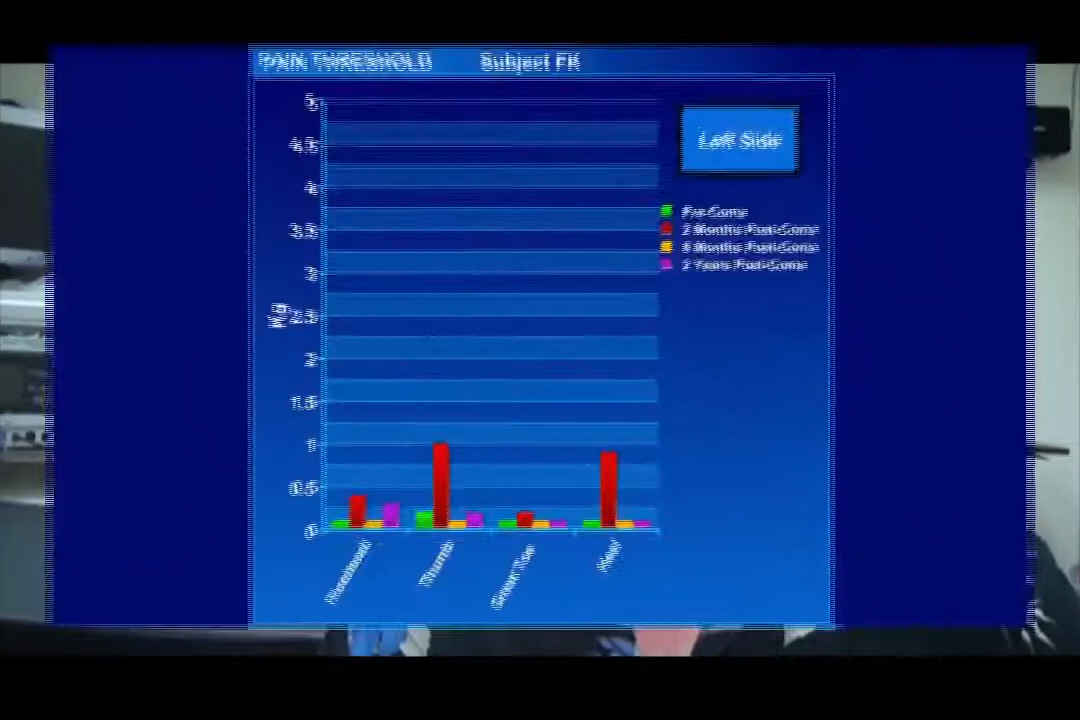 PAIN THRESHOLD Subject FK
5
4.5
4
3.5
3
2.5
2
1.5
1
0.5
0
Left Side
Pre-Coma
2 Months Post-Coma
6 Months Post-Coma
2 Years Post-Coma
Forehead
Thumb
Great Toe